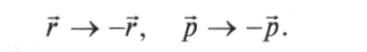 r⃗ → −r⃗, p⃗ → −p⃗.